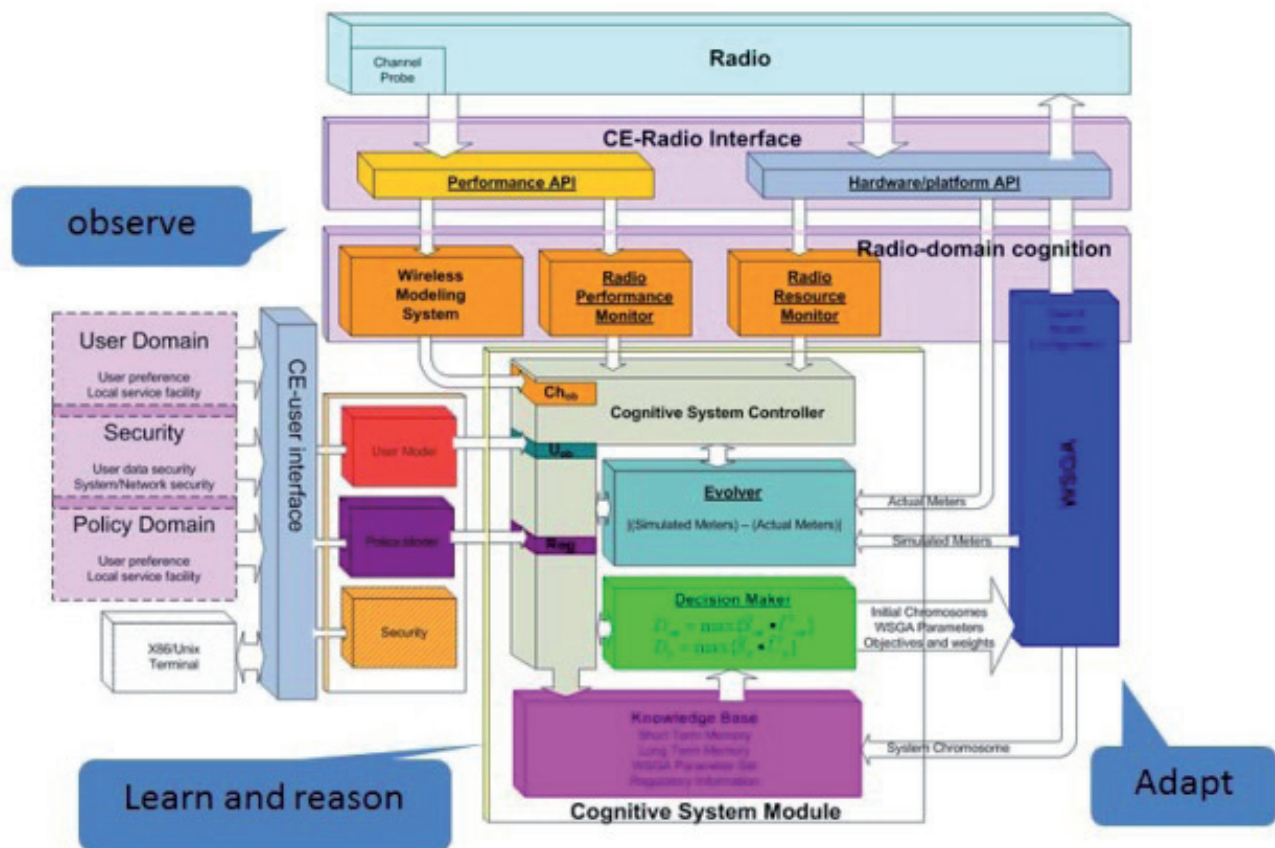 Radio
Channel
Probe
CE-Radio Interface
Performance API
Hardware/platform API
observe
Radio-domain cognition
Wireless
Modeling
System
Radio
Performance
Monitor
Radio
Resource
Monitor
User Domain
User preference
Local service facility
Security
User data security
System/Network security
Policy Domain
User preference
Local service facility
X86/Unix
Terminal
CE-user interface
User Model
Policy Model
Security
Ch_ob
U_ob
Reg
Cognitive System Controller
Evolver
|(Simulated Meters) – (Actual Meters)|
Actual Meters
Simulated Meters
WSGA
Decision Maker
Initial Chromosomes
WSGA Parameters
Objectives and weights
Knowledge Base
Short Term Memory
Long Term Memory
WSGA Parameter Set
Regulatory Information
System Chromosome
Cognitive System Module
Learn and reason
Adapt